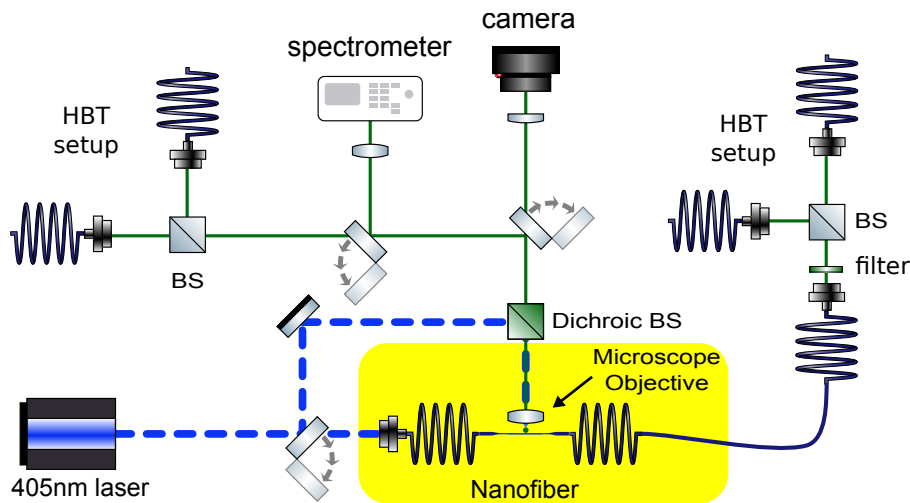 camera
spectrometer
HBT
setup
HBT
setup
BS
BS
filter
Dichroic BS
Microscope
Objective
405nm laser
Nanofiber